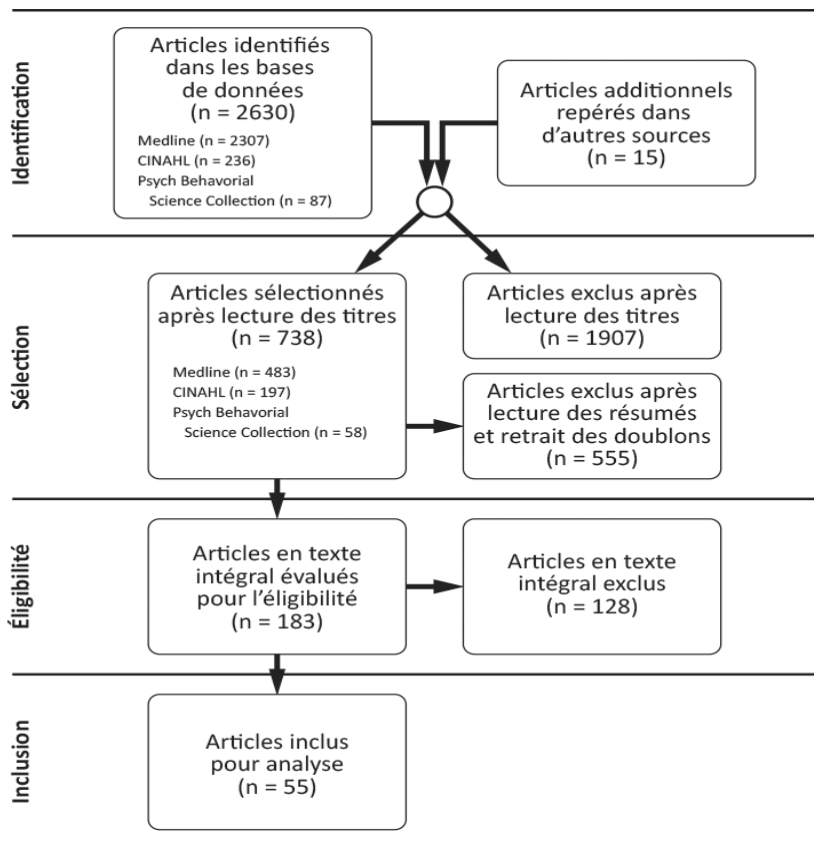 Identification
Articles identifiés
dans les bases
de données
(n = 2630)
Medline (n = 2307)
CINAHL (n = 236)
Psych Behavorial
Science Collection (n = 87)
Articles additionnels
repérés dans
d'autres sources
(n = 15)
Sélection
Articles sélectionnés
après lecture des titres
(n = 738)
Medline (n = 483)
CINAHL (n = 197)
Psych Behavorial
Science Collection (n = 58)
Articles exclus après
lecture des titres
(n = 1907)
Articles exclus après
lecture des résumés
et retrait des doublons
(n = 555)
Éligibilité
Articles en texte
intégral évalués
pour l'éligibilité
(n = 183)
Articles en texte
intégral exclus
(n = 128)
Inclusion
Articles inclus
pour analyse
(n = 55)